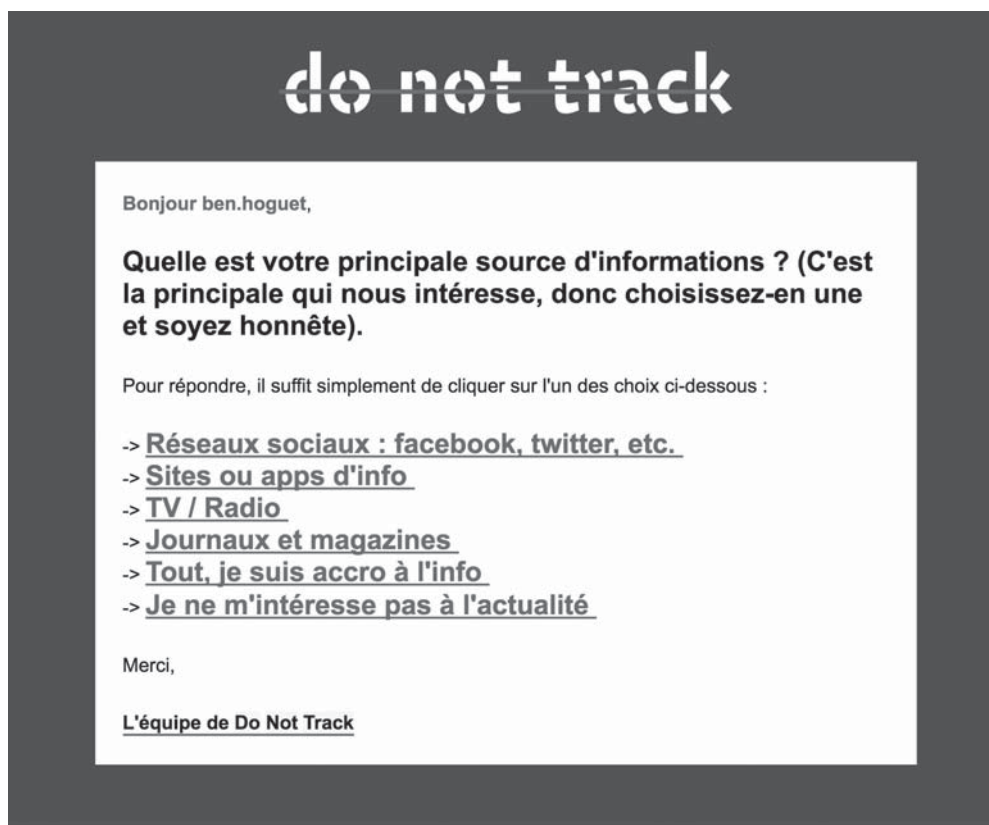 do not track
Bonjour ben.hoguet,
Quelle est votre principale source d'informations ? (C'est
la principale qui nous intéresse, donc choisissez-en une
et soyez honnête).
Pour répondre, il suffit simplement de cliquer sur l'un des choix ci-dessous :
-> Réseaux sociaux : facebook, twitter, etc.
-> Sites ou apps d'info
-> TV / Radio
-> Journaux et magazines
-> Tout, je suis accro à l'info
-> Je ne m'intéresse pas à l'actualité
Merci,
L'équipe de Do Not Track